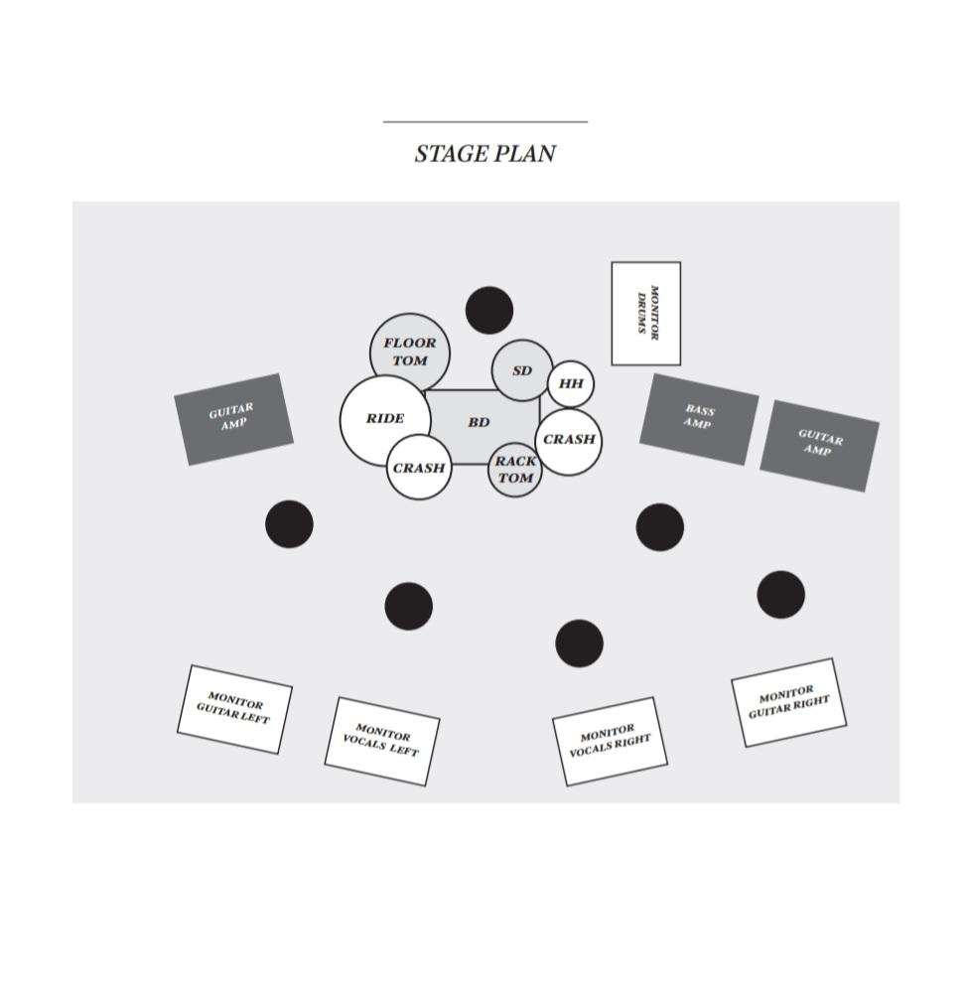 STAGE PLAN
MONITOR
DRUMS
FLOOR
TOM
SD
HH
GUITAR
AMP
RIDE
BD
CRASH
BASS
AMP
GUITAR
AMP
CRASH
RACK
TOM
MONITOR
GUITAR LEFT
MONITOR
VOCALS LEFT
MONITOR
VOCALS RIGHT
MONITOR
GUITAR RIGHT